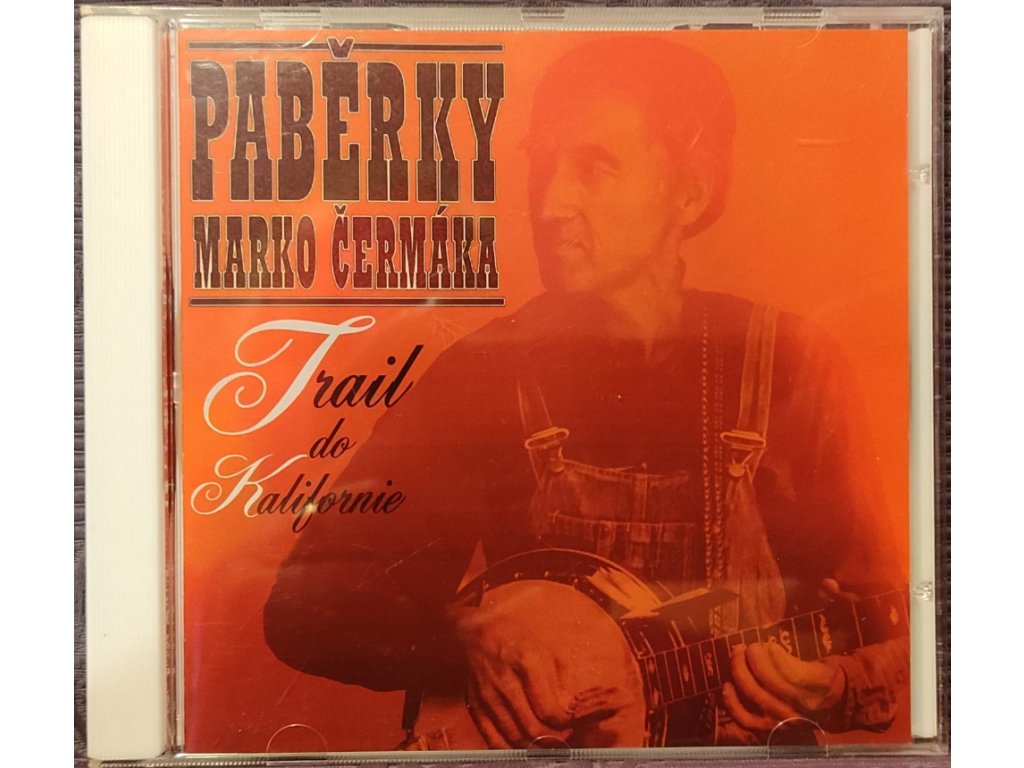 PABĚRKY
MARKO ČERMÁKA
Trail
do
Kalifornie